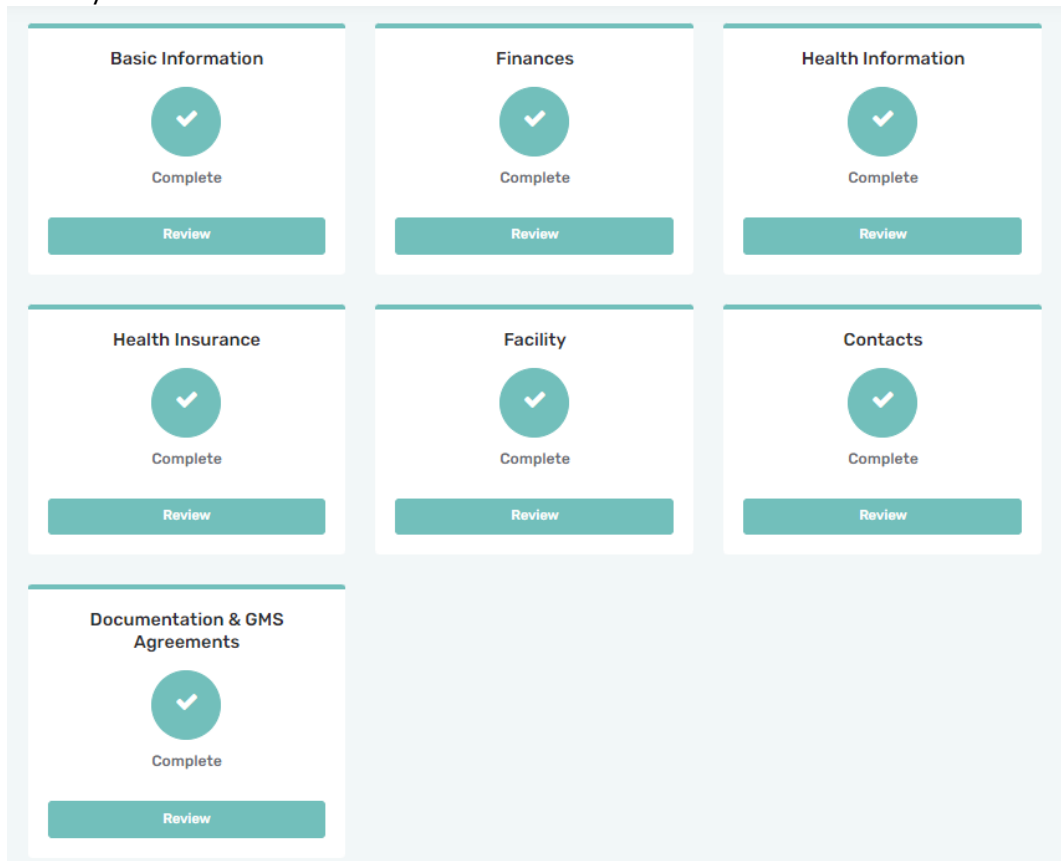 Basic Information
Complete
Review
Finances
Complete
Review
Health Information
Complete
Review
Health Insurance
Complete
Review
Facility
Complete
Review
Contacts
Complete
Review
Documentation & GMS
Agreements
Complete
Review